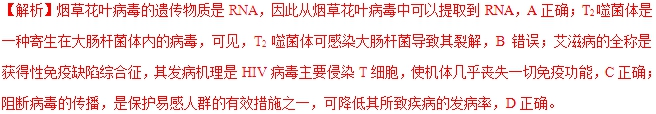 【解析】烟草花叶病毒的遗传物质是 RNA，因此从烟草花叶病毒中可以提取到 RNA，A 正确；T₂噬菌体是
一种寄生在大肠杆菌体内的病毒，可见，T₂ 噬菌体可感染大肠杆菌导致其裂解，B 错误；艾滋病的全称是
获得性免疫缺陷综合征，其发病机理是 HIV 病毒主要侵染 T 细胞，使机体几乎丧失一切免疫功能，C 正确；
阻断病毒的传播，是保护易感人群的有效措施之一，可降低其所致疾病的发病率，D 正确。